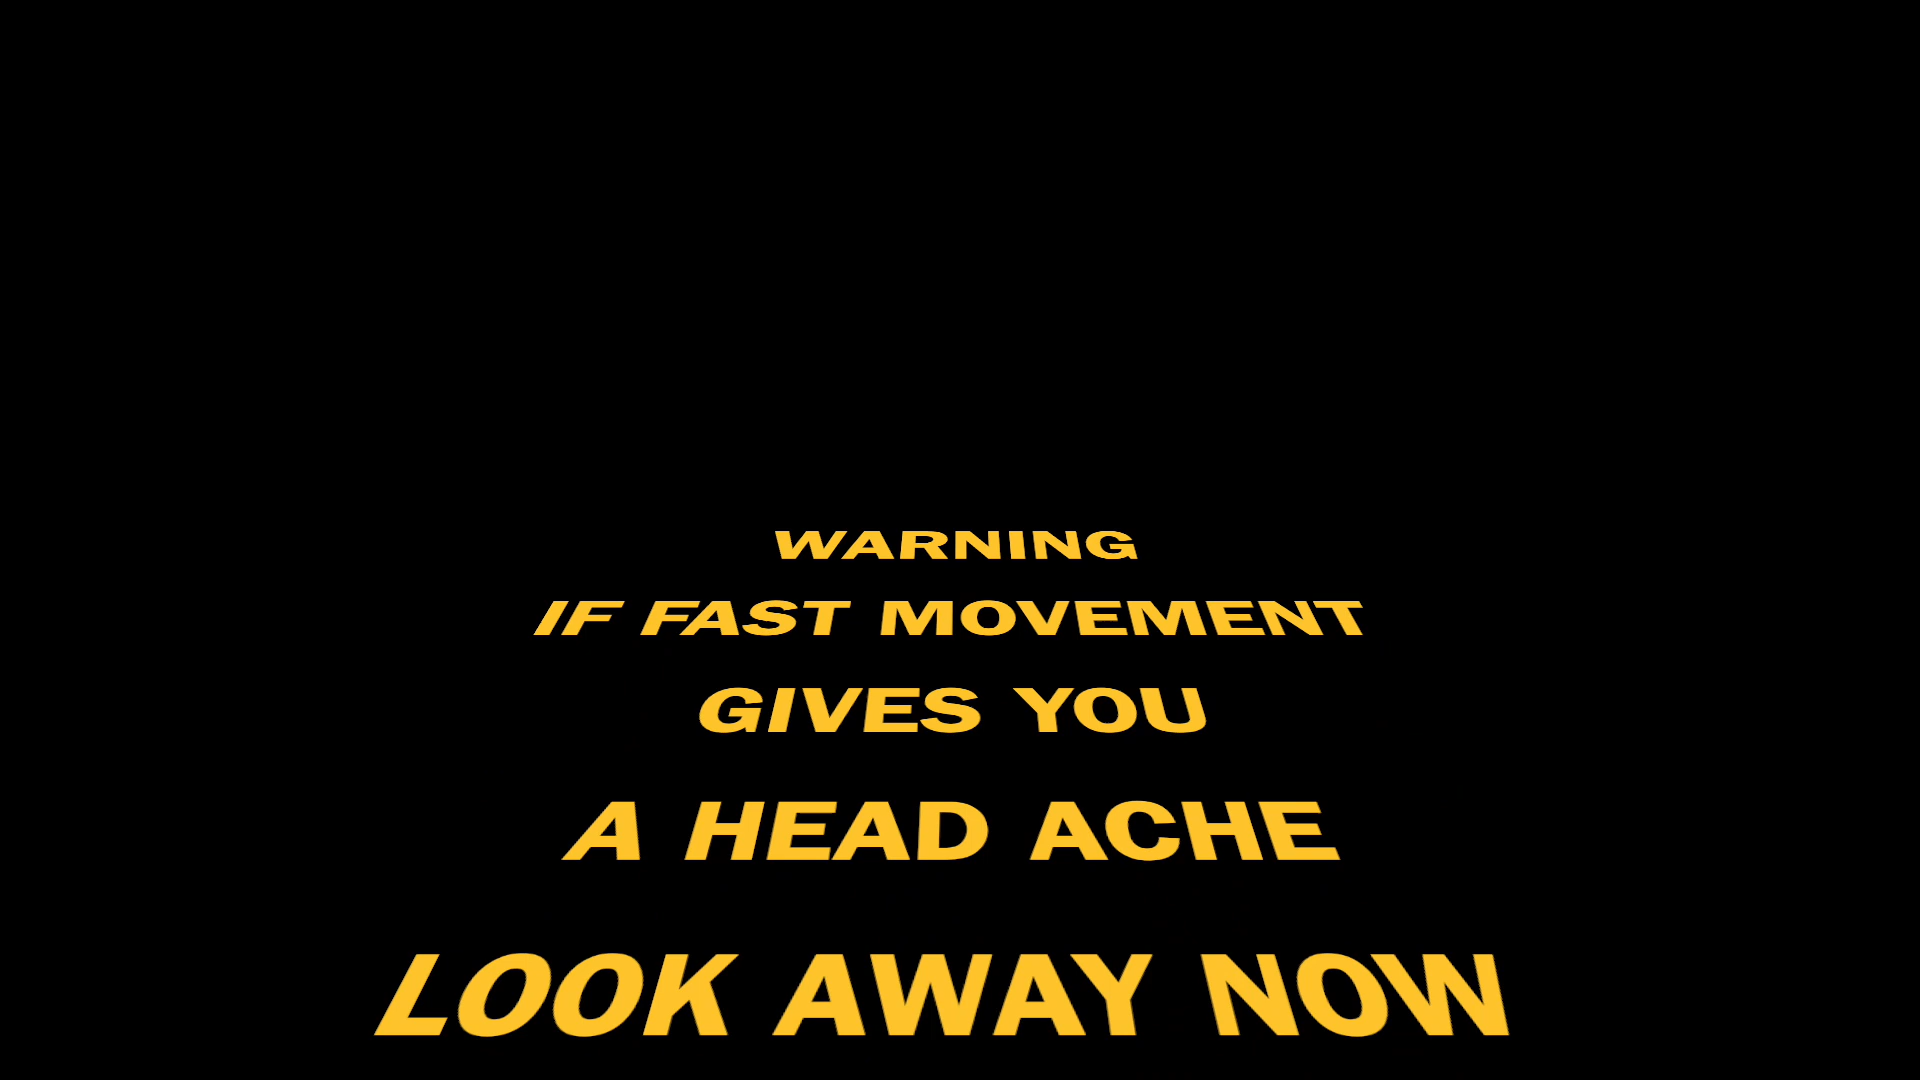 WARNING
IF FAST MOVEMENT
GIVES YOU
A HEAD ACHE
LOOK AWAY NOW